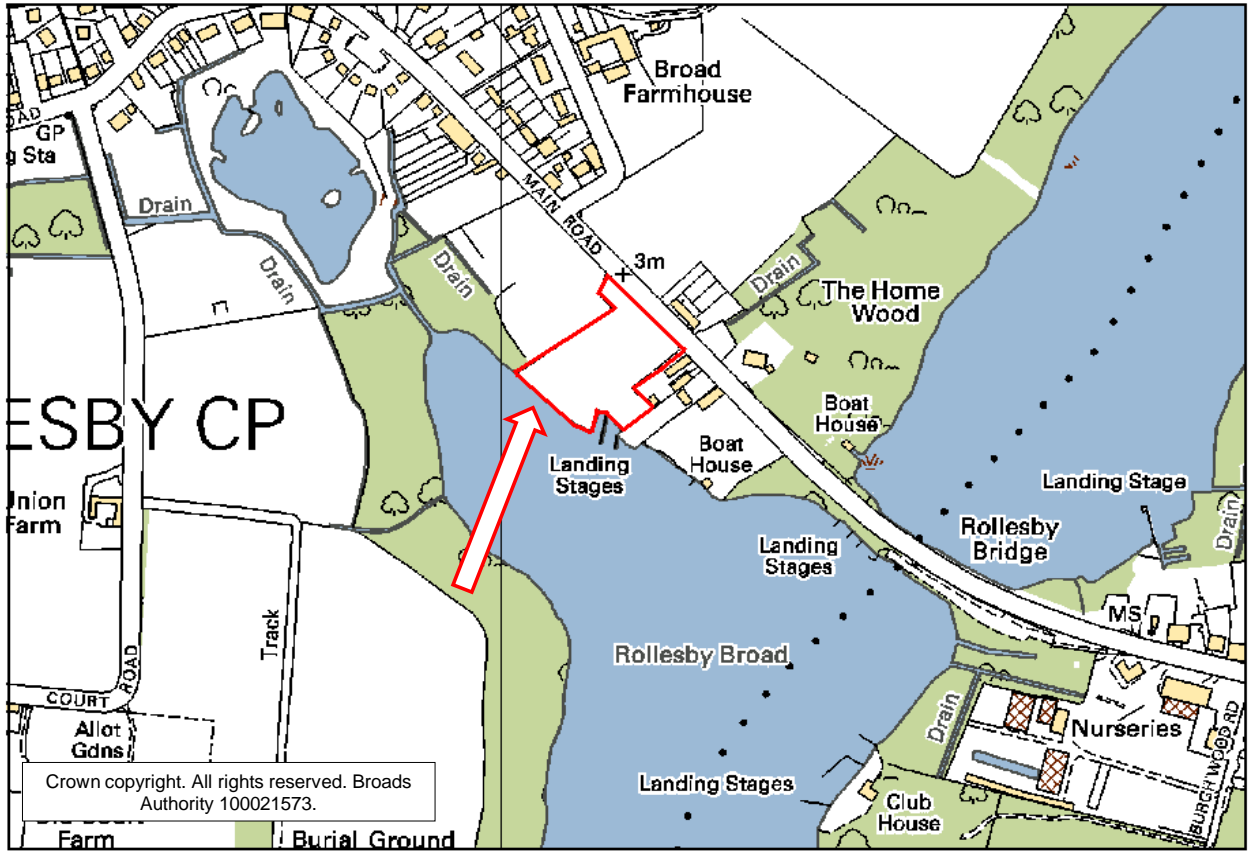 Broad
Farmhouse
ROAD
GP
g Sta
Drain
MAIN ROAD
Drain
Drain
3m
Drain
The Home
Wood
ESBY CP
Boat
House
Landing
Stages
Boat
House
Union
Farm
Landing Stage
Rollesby
Bridge
Drain
Landing
Stages
MS
Track
Rollesby Broad
COURT ROAD
Allot
Gdns
Drain
Nurseries
BURGH WOOD RD
Landing Stages
Club
House
Crown copyright. All rights reserved. Broads
Authority 100021573.
Farm
Burial Ground